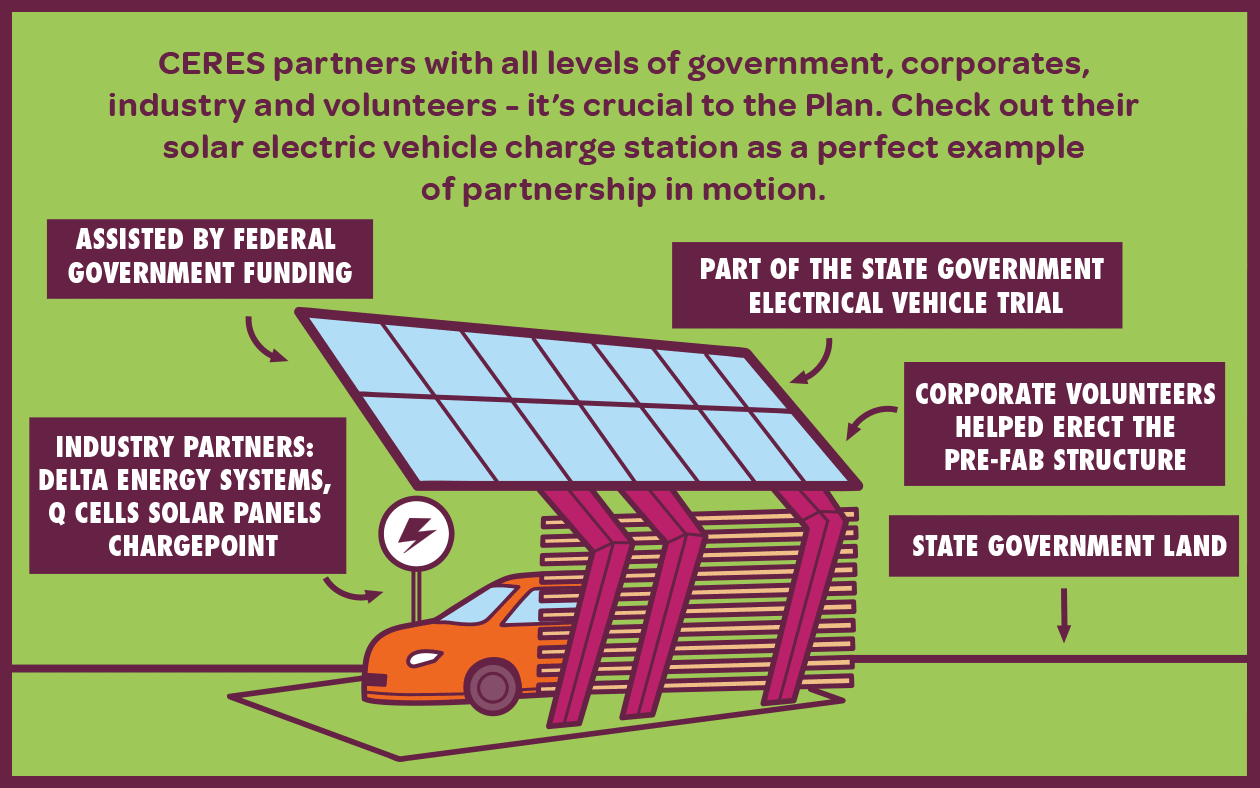 CERES partners with all levels of government, corporates,
industry and volunteers - it's crucial to the Plan. Check out their
solar electric vehicle charge station as a perfect example
of partnership in motion.
ASSISTED BY FEDERAL
GOVERNMENT FUNDING
PART OF THE STATE GOVERNMENT
ELECTRICAL VEHICLE TRIAL
CORPORATE VOLUNTEERS
HELPED ERECT THE
PRE-FAB STRUCTURE
INDUSTRY PARTNERS:
DELTA ENERGY SYSTEMS,
Q CELLS SOLAR PANELS
CHARGEPOINT
STATE GOVERNMENT LAND